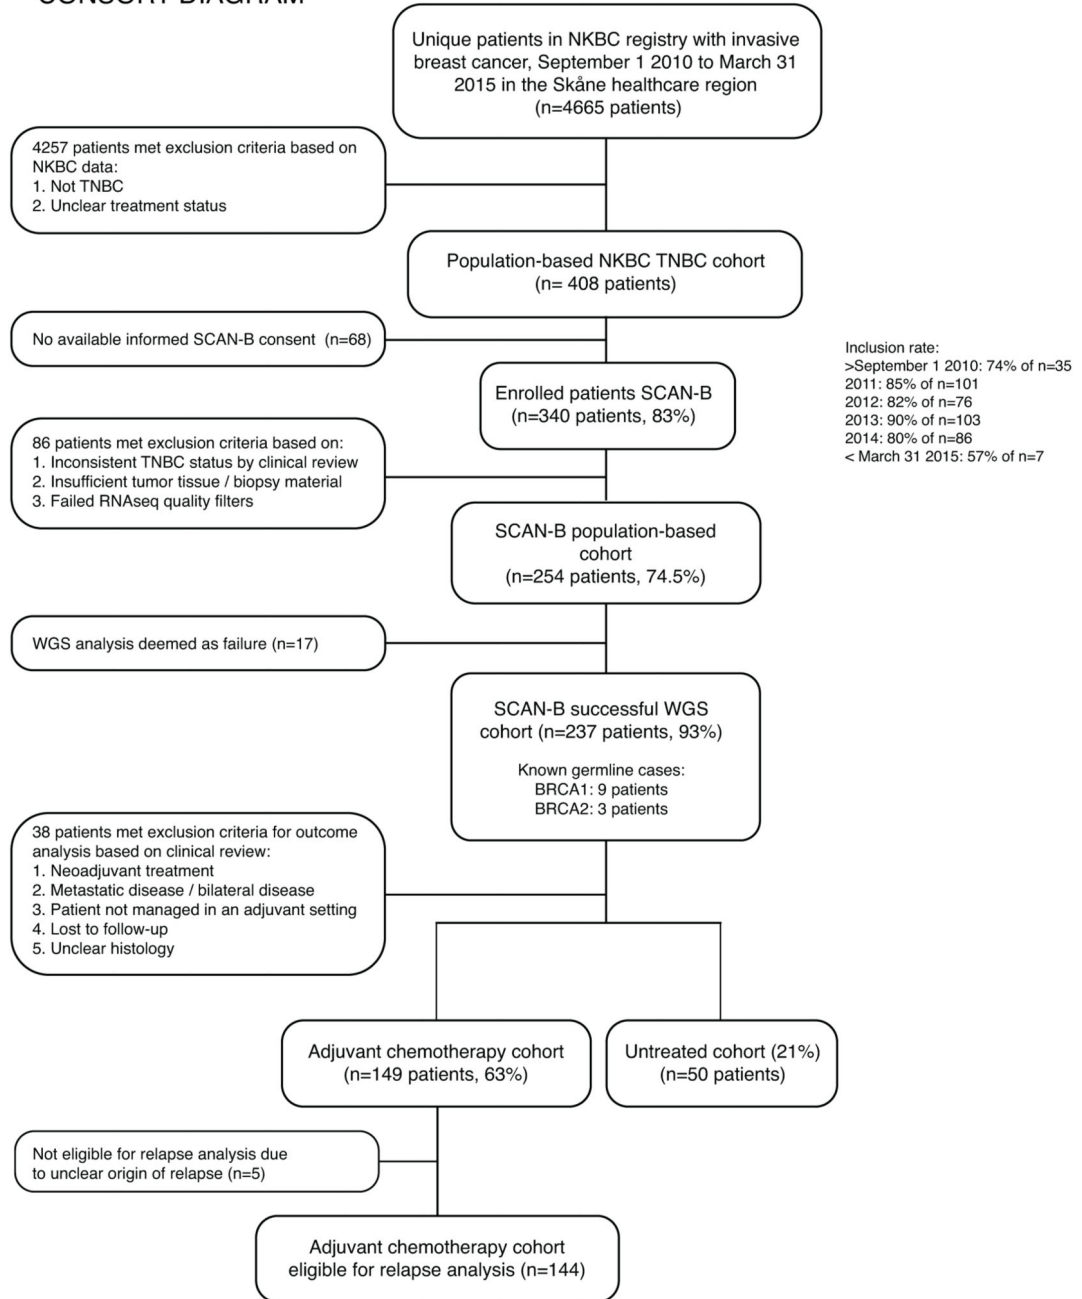 CONSORT DIAGRAM
Unique patients in NKBC registry with invasive
breast cancer, September 1 2010 to March 31
2015 in the Skåne healthcare region
(n=4665 patients)
4257 patients met exclusion criteria based on
NKBC data:
1. Not TNBC
2. Unclear treatment status
Population-based NKBC TNBC cohort
(n= 408 patients)
No available informed SCAN-B consent (n=68)
Inclusion rate:
>September 1 2010: 74% of n=35
2011: 85% of n=101
2012: 82% of n=76
2013: 90% of n=103
2014: 80% of n=86
< March 31 2015: 57% of n=7
Enrolled patients SCAN-B
(n=340 patients, 83%)
86 patients met exclusion criteria based on:
1. Inconsistent TNBC status by clinical review
2. Insufficient tumor tissue / biopsy material
3. Failed RNAseq quality filters
SCAN-B population-based
cohort
(n=254 patients, 74.5%)
WGS analysis deemed as failure (n=17)
SCAN-B successful WGS
cohort (n=237 patients, 93%)
Known germline cases:
BRCA1: 9 patients
BRCA2: 3 patients
38 patients met exclusion criteria for outcome
analysis based on clinical review:
1. Neoadjuvant treatment
2. Metastatic disease / bilateral disease
3. Patient not managed in an adjuvant setting
4. Lost to follow-up
5. Unclear histology
Adjuvant chemotherapy cohort
(n=149 patients, 63%)
Untreated cohort (21%)
(n=50 patients)
Not eligible for relapse analysis due
to unclear origin of relapse (n=5)
Adjuvant chemotherapy cohort
eligible for relapse analysis (n=144)